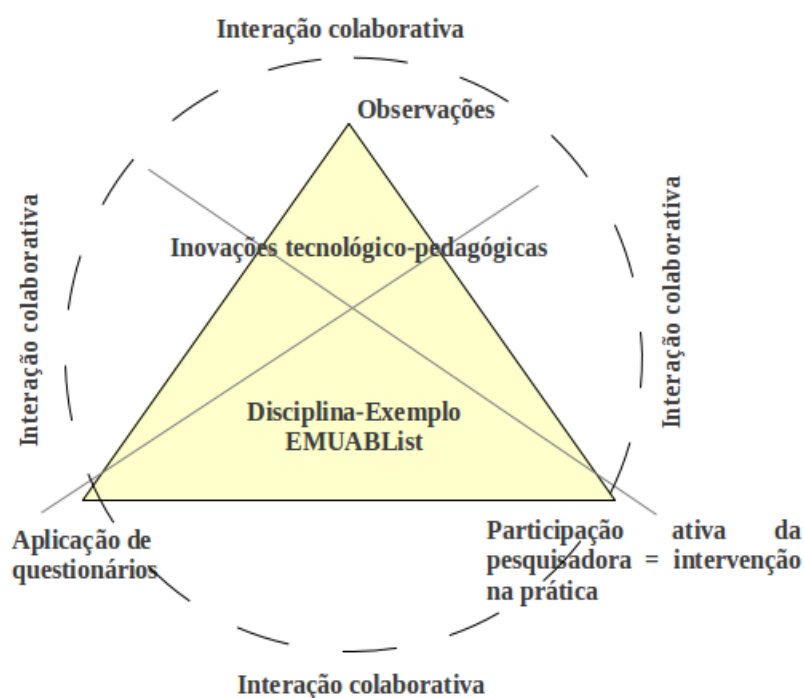 Interação colaborativa
Observações
Interação colaborativa
Interação colaborativa
Inovações tecnológico-pedagógicas
Disciplina-Exemplo
EMUABList
Aplicação de
questionários
Participação ativa da
pesquisadora = intervenção
na prática
Interação colaborativa